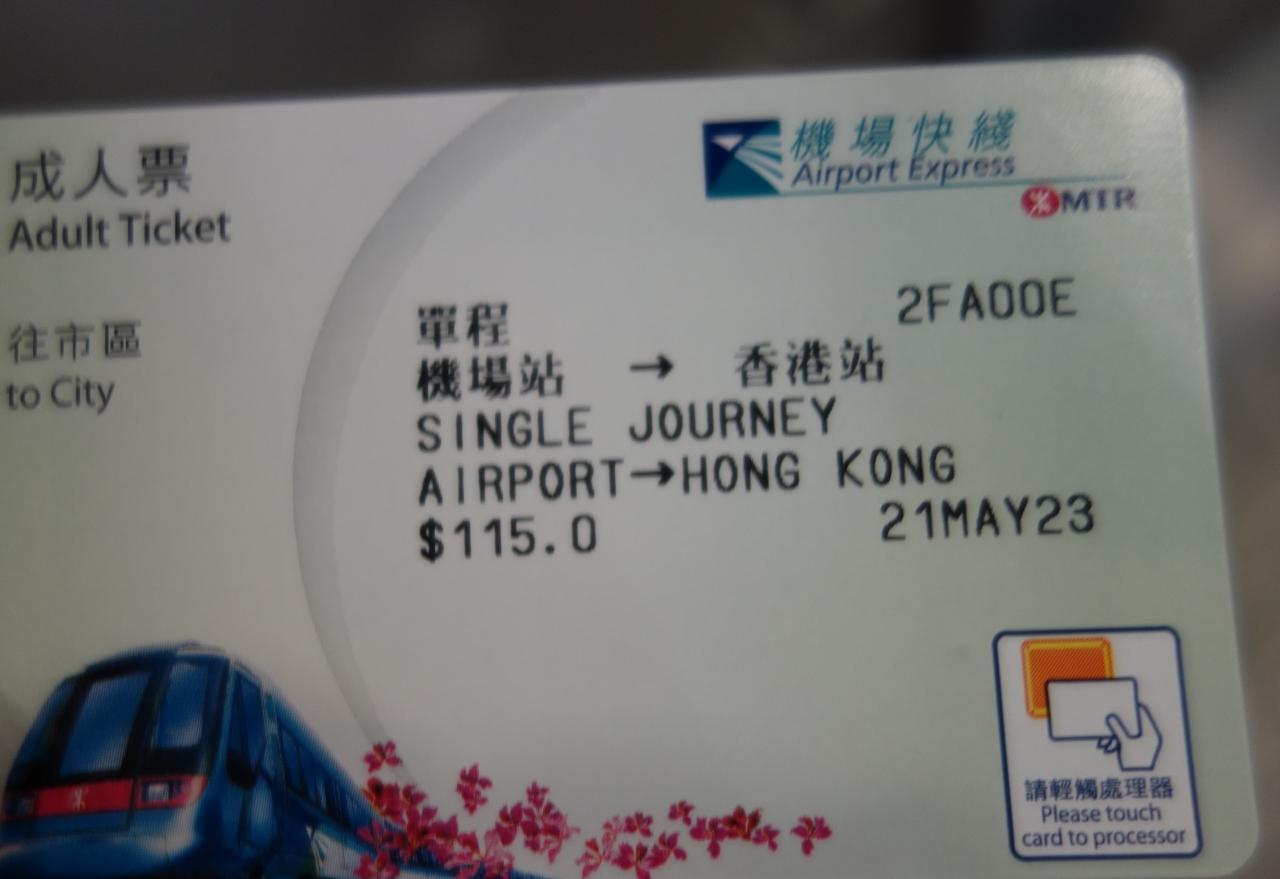 成人票
Adult Ticket
往市區
to City
機場快綫
Airport Express
MTR
2FA00E
單程
機場站 → 香港站
SINGLE JOURNEY
AIRPORT→HONG KONG
$115.0 21MAY23
請輕觸處理器
Please touch
card to processor